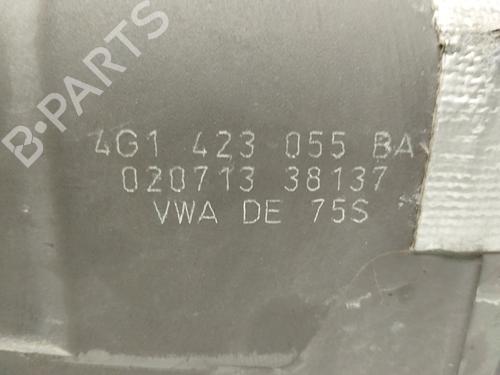 B-PARTS
4G1 423 055 BA
020713 38137
VWA DE 75S